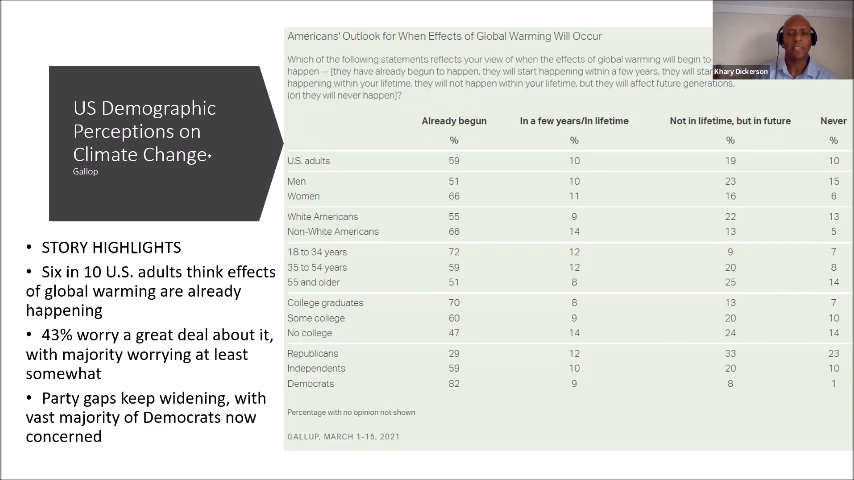 US Demographic
Perceptions on
Climate Change
Gallup
• STORY HIGHLIGHTS
• Six in 10 U.S. adults think effects
of global warming are already
happening
• 43% worry a great deal about it,
with majority worrying at least
somewhat
• Party gaps keep widening, with
vast majority of Democrats now
concerned
Americans' Outlook for When Effects of Global Warming Will Occur
Which of the following statements reflects your view of when the effects of global warming will begin to
happen -- [they have already begun to happen, they will start happening within a few years, they will star
happening within your lifetime, they will not happen within your lifetime, but they will affect future generations,
(or) they will never happen]?
Already begun In a few years/In lifetime Not in lifetime, but in future Never
% % % %
U.S. adults 59 10 19 10
Men 51 10 23 15
Women 66 11 16 6
White Americans 55 9 22 13
Non-White Americans 66 14 13 5
18 to 34 years 72 12 9 7
35 to 54 years 59 12 20 8
55 and older 51 8 25 14
College graduates 70 8 13 7
Some college 60 9 20 10
No college 47 14 24 14
Republicans 29 12 33 23
Independents 59 10 20 10
Democrats 82 9 8 1
Percentage with no opinion not shown
GALLUP, MARCH 1-15, 2021
Khary Dickerson